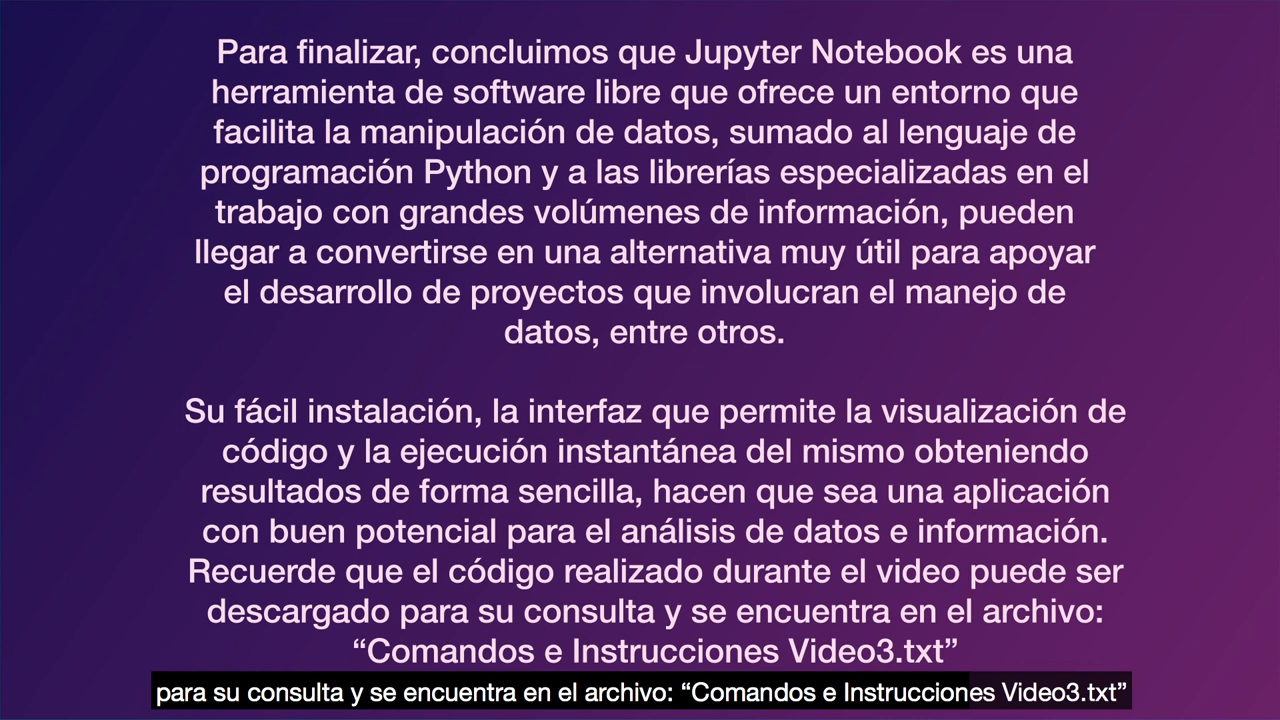 Para finalizar, concluimos que Jupyter Notebook es una
herramienta de software libre que ofrece un entorno que
facilita la manipulación de datos, sumado al lenguaje de
programación Python y a las librerías especializadas en el
trabajo con grandes volúmenes de información, pueden
llegar a convertirse en una alternativa muy útil para apoyar
el desarrollo de proyectos que involucran el manejo de
datos, entre otros.
Su fácil instalación, la interfaz que permite la visualización de
código y la ejecución instantánea del mismo obteniendo
resultados de forma sencilla, hacen que sea una aplicación
con buen potencial para el análisis de datos e información.
Recuerde que el código realizado durante el video puede ser
descargado para su consulta y se encuentra en el archivo:
“Comandos e Instrucciones Video3.txt”
para su consulta y se encuentra en el archivo: “Comandos e Instrucciones Video3.txt”